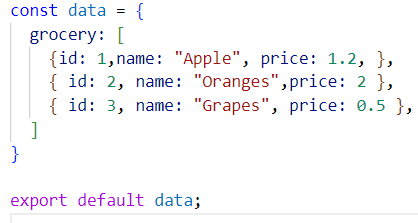 const data = {
  grocery: [
    {id: 1,name: "Apple", price: 1.2, },
    { id: 2, name: "Oranges",price: 2 },
    { id: 3, name: "Grapes", price: 0.5 },
  ]
}

export default data;